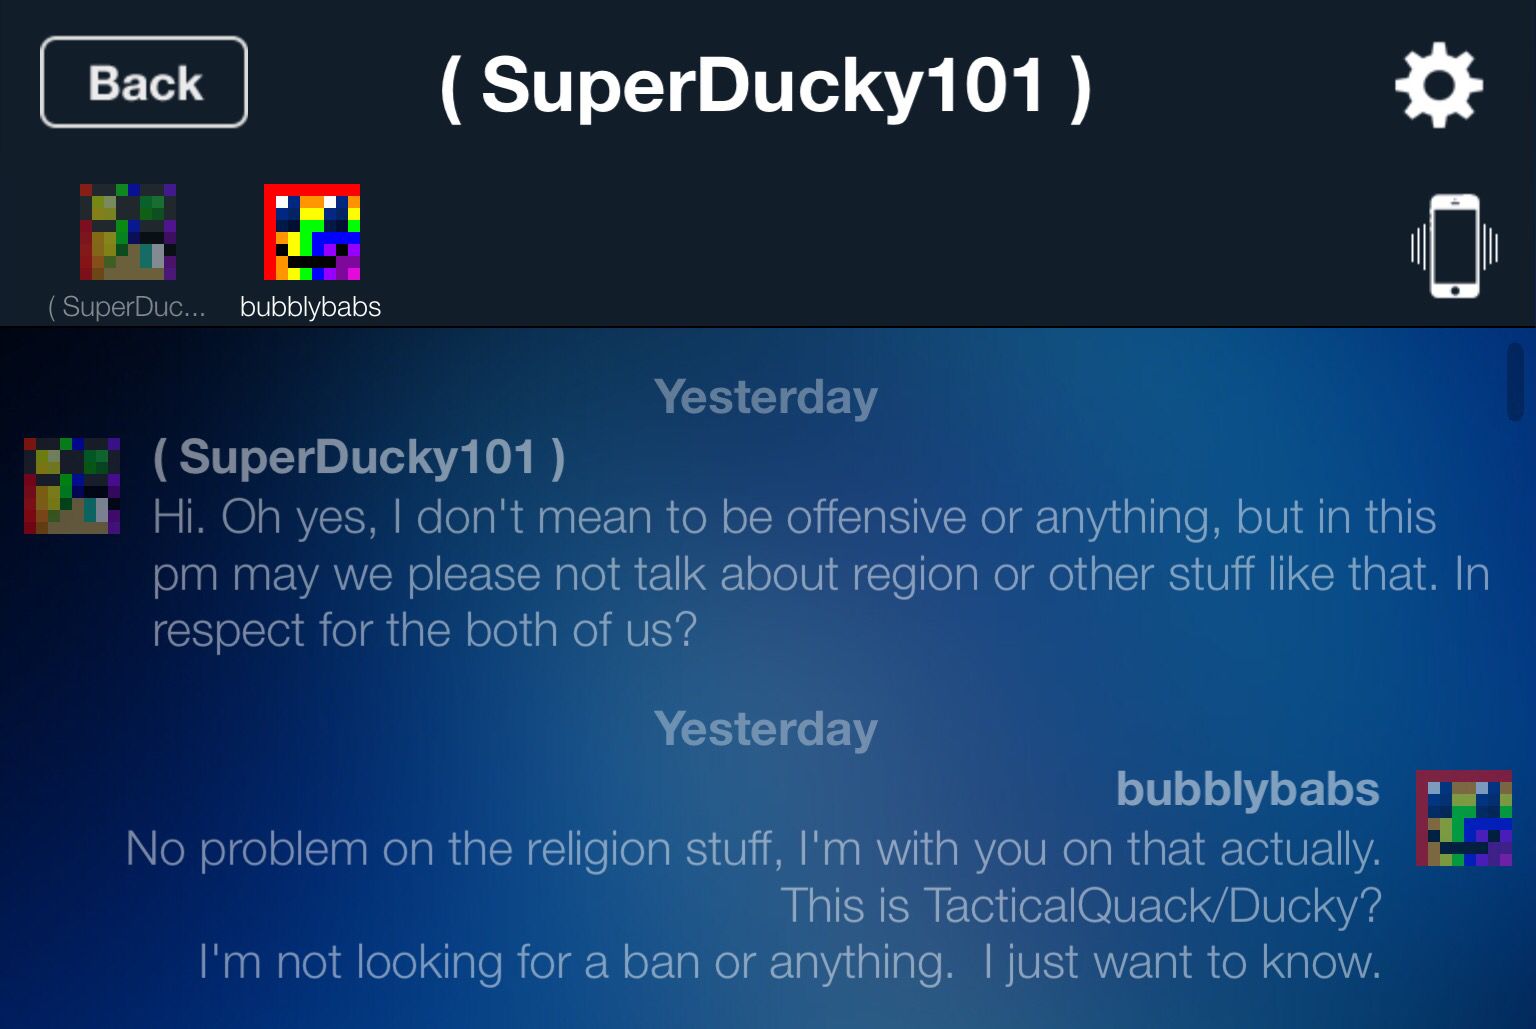 Back
( SuperDucky101 )
( SuperDuc...
bubblybabs
Yesterday
( SuperDucky101 )
Hi. Oh yes, I don't mean to be offensive or anything, but in this
pm may we please not talk about region or other stuff like that. In
respect for the both of us?
Yesterday
bubblybabs
No problem on the religion stuff, I'm with you on that actually.
This is TacticalQuack/Ducky?
I'm not looking for a ban or anything.  I just want to know.